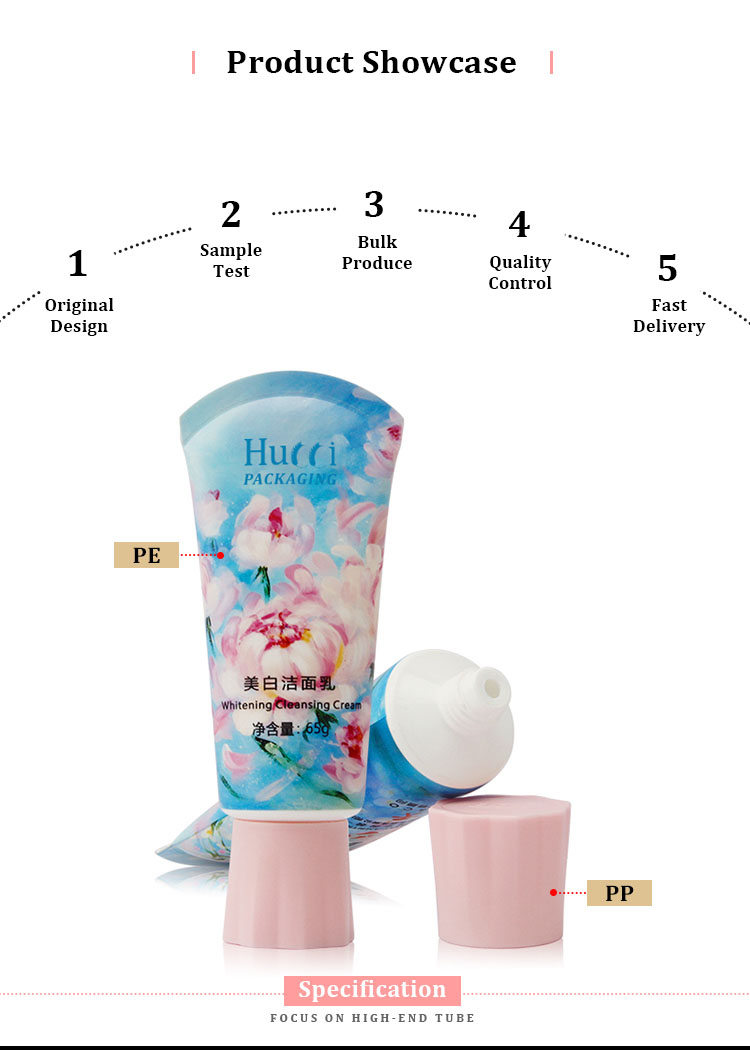 Product Showcase
1
Original
Design
2
Sample
Test
3
Bulk
Produce
4
Quality
Control
5
Fast
Delivery
Hucci
PACKAGING
PE
美白洁面乳
Whitening Cleansing Cream
净含量: 65g
PP
Specification
FOCUS ON HIGH-END TUBE